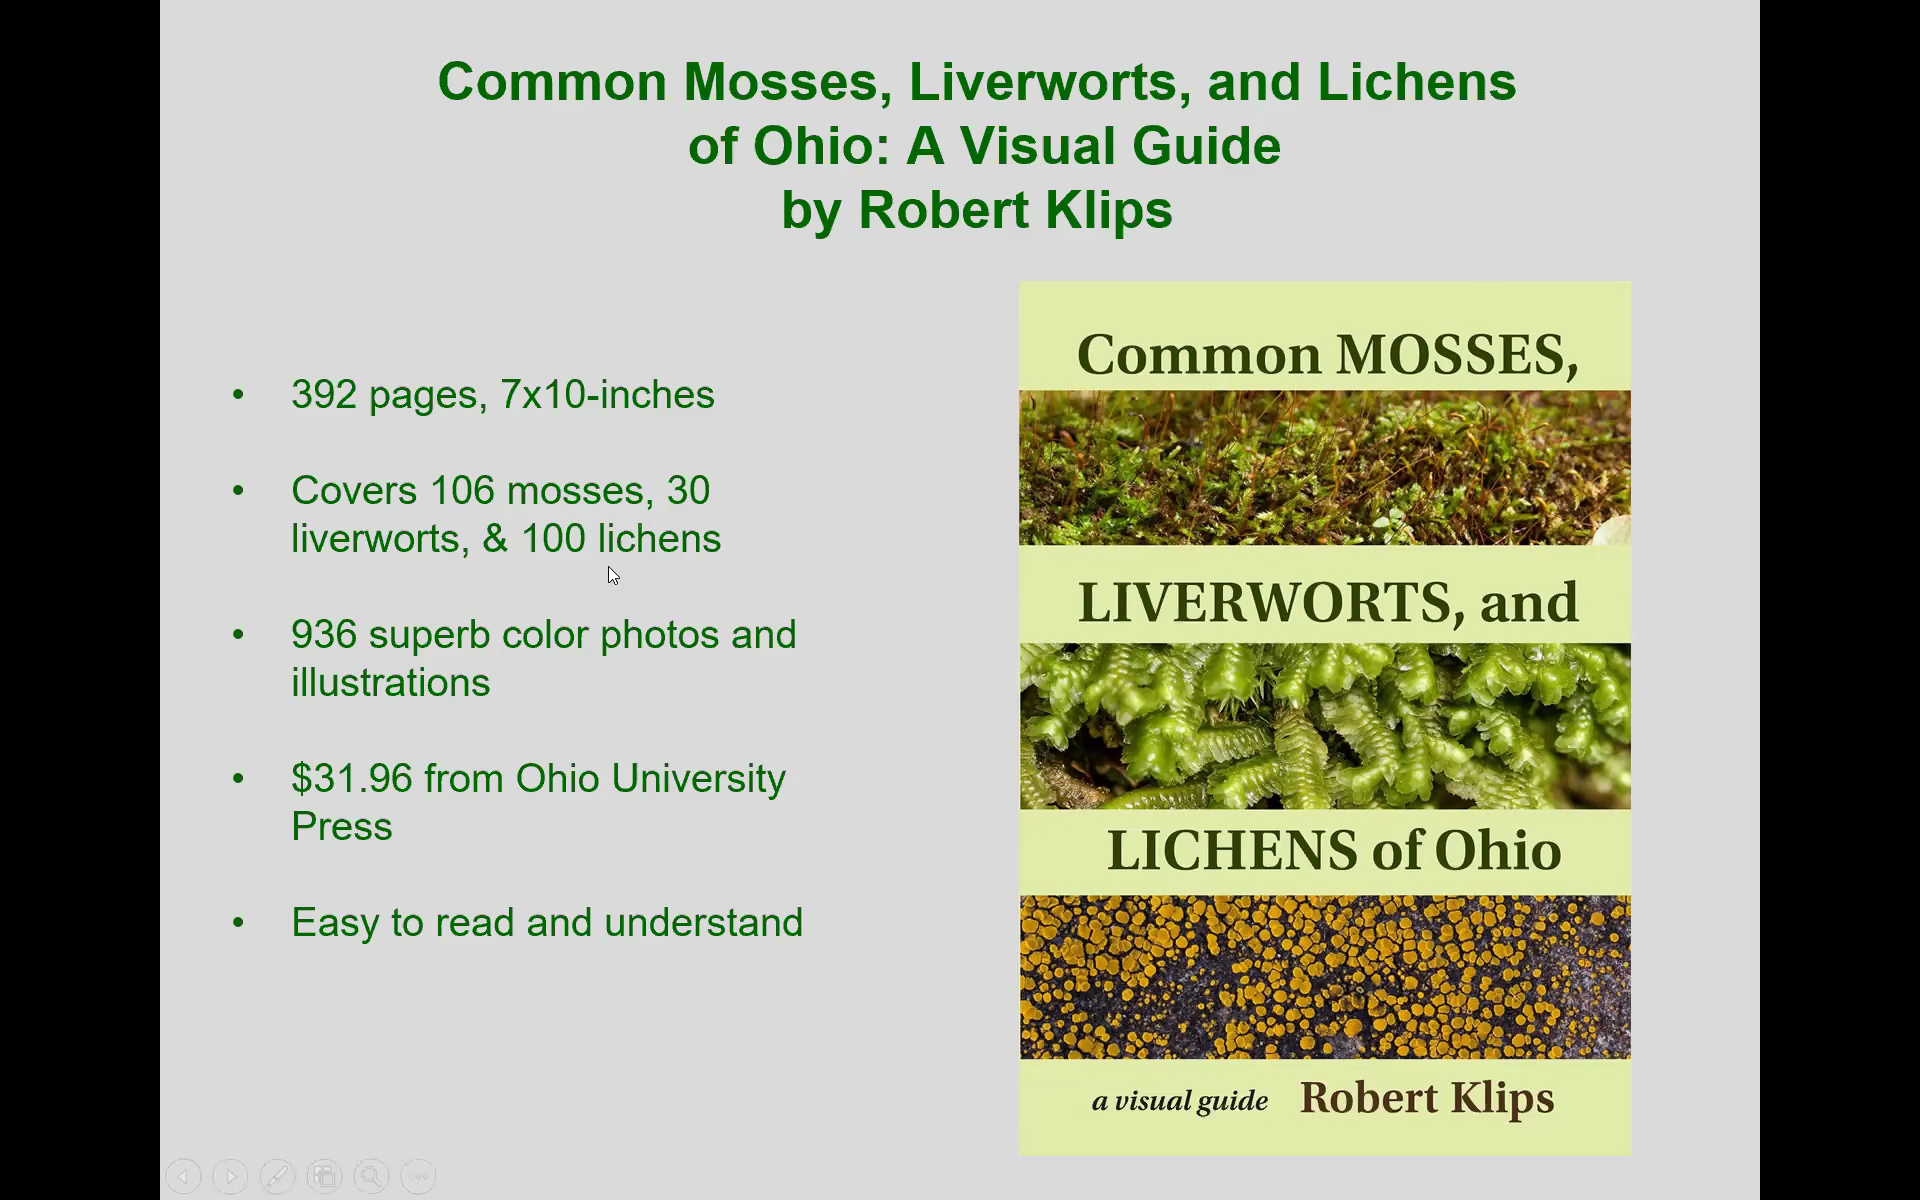 Common Mosses, Liverworts, and Lichens
of Ohio: A Visual Guide
by Robert Klips
• 392 pages, 7x10-inches
• Covers 106 mosses, 30
liverworts, & 100 lichens
• 936 superb color photos and
illustrations
• $31.96 from Ohio University
Press
• Easy to read and understand
Common MOSSES,
LIVERWORTS, and
LICHENS of Ohio
a visual guide Robert Klips